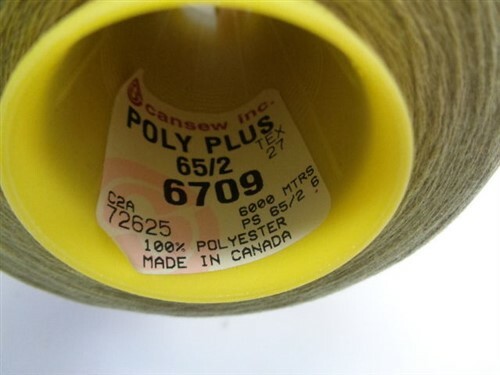 cansew inc.
POLY PLUS
TEX
27
65/2
6709
C2A
72625
6000 MTRS
PS 65/2 6
100% POLYESTER
MADE IN CANADA